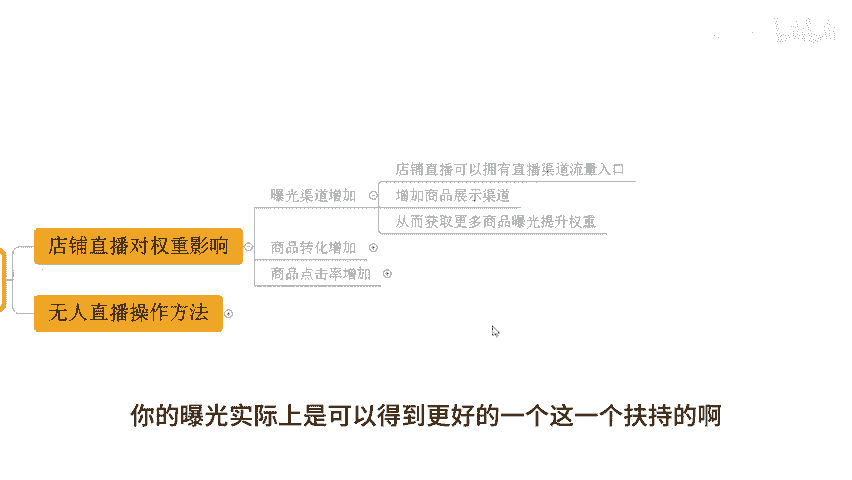 店铺直播可以拥有直播渠道流量入口
曝光渠道增加
增加商品展示渠道
从而获取更多商品曝光提升权重
店铺直播对权重影响
商品转化增加
商品点击率增加
无人直播操作方法
你的曝光实际上是可以得到更好的一个这一个扶持的啊